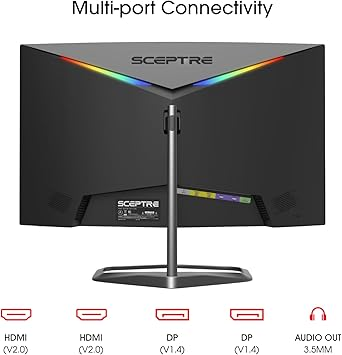 Multi-port Connectivity
SCEPTRE
SCEPTRE
HDMI
(V2.0)
HDMI
(V2.0)
DP
(V1.4)
DP
(V1.4)
AUDIO OUT
3.5MM